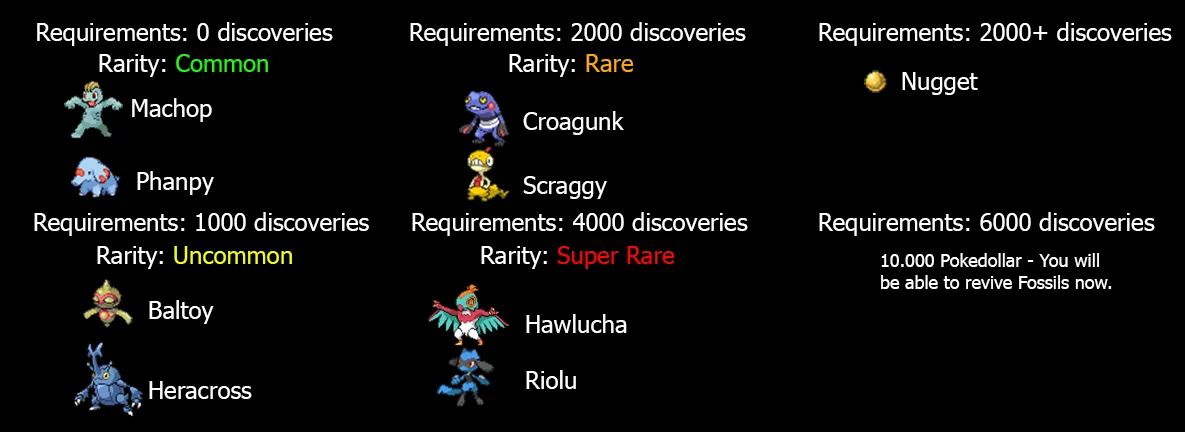 Requirements: 0 discoveries
Rarity: Common
Machop
Phanpy
Requirements: 1000 discoveries
Rarity: Uncommon
Baltoy
Heracross
Requirements: 2000 discoveries
Rarity: Rare
Croagunk
Scraggy
Requirements: 4000 discoveries
Rarity: Super Rare
Hawlucha
Riolu
Requirements: 2000+ discoveries
Nugget
Requirements: 6000 discoveries
10.000 Pokedollar - You will
be able to revive Fossils now.